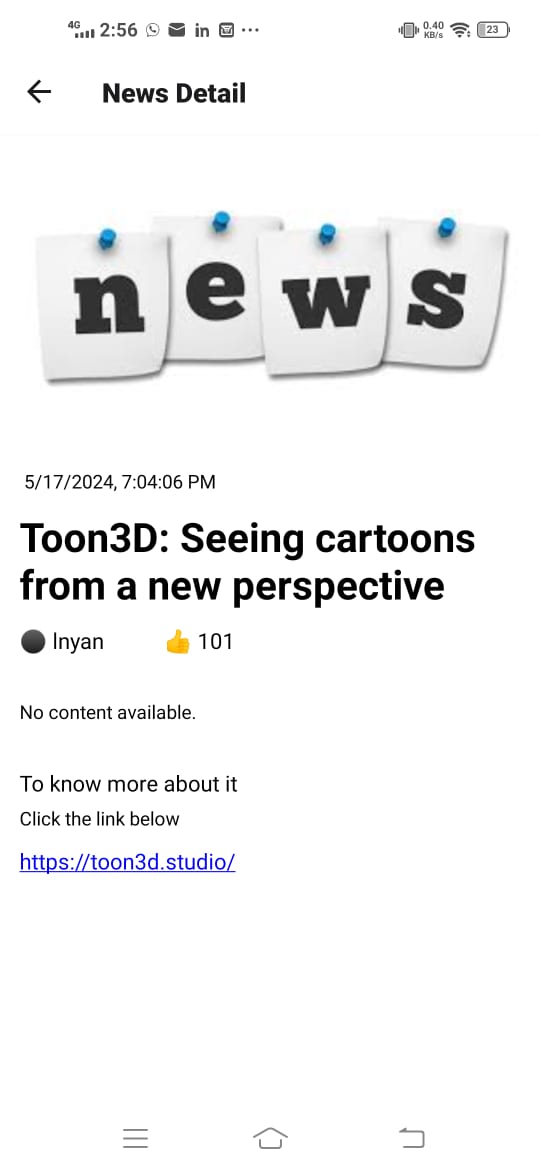 4G 2:56 in ... 0.40 KB/s 23
News Detail
news
5/17/2024, 7:04:06 PM
Toon3D: Seeing cartoons
from a new perspective
Inyan 👍 101
No content available.
To know more about it
Click the link below
https://toon3d.studio/